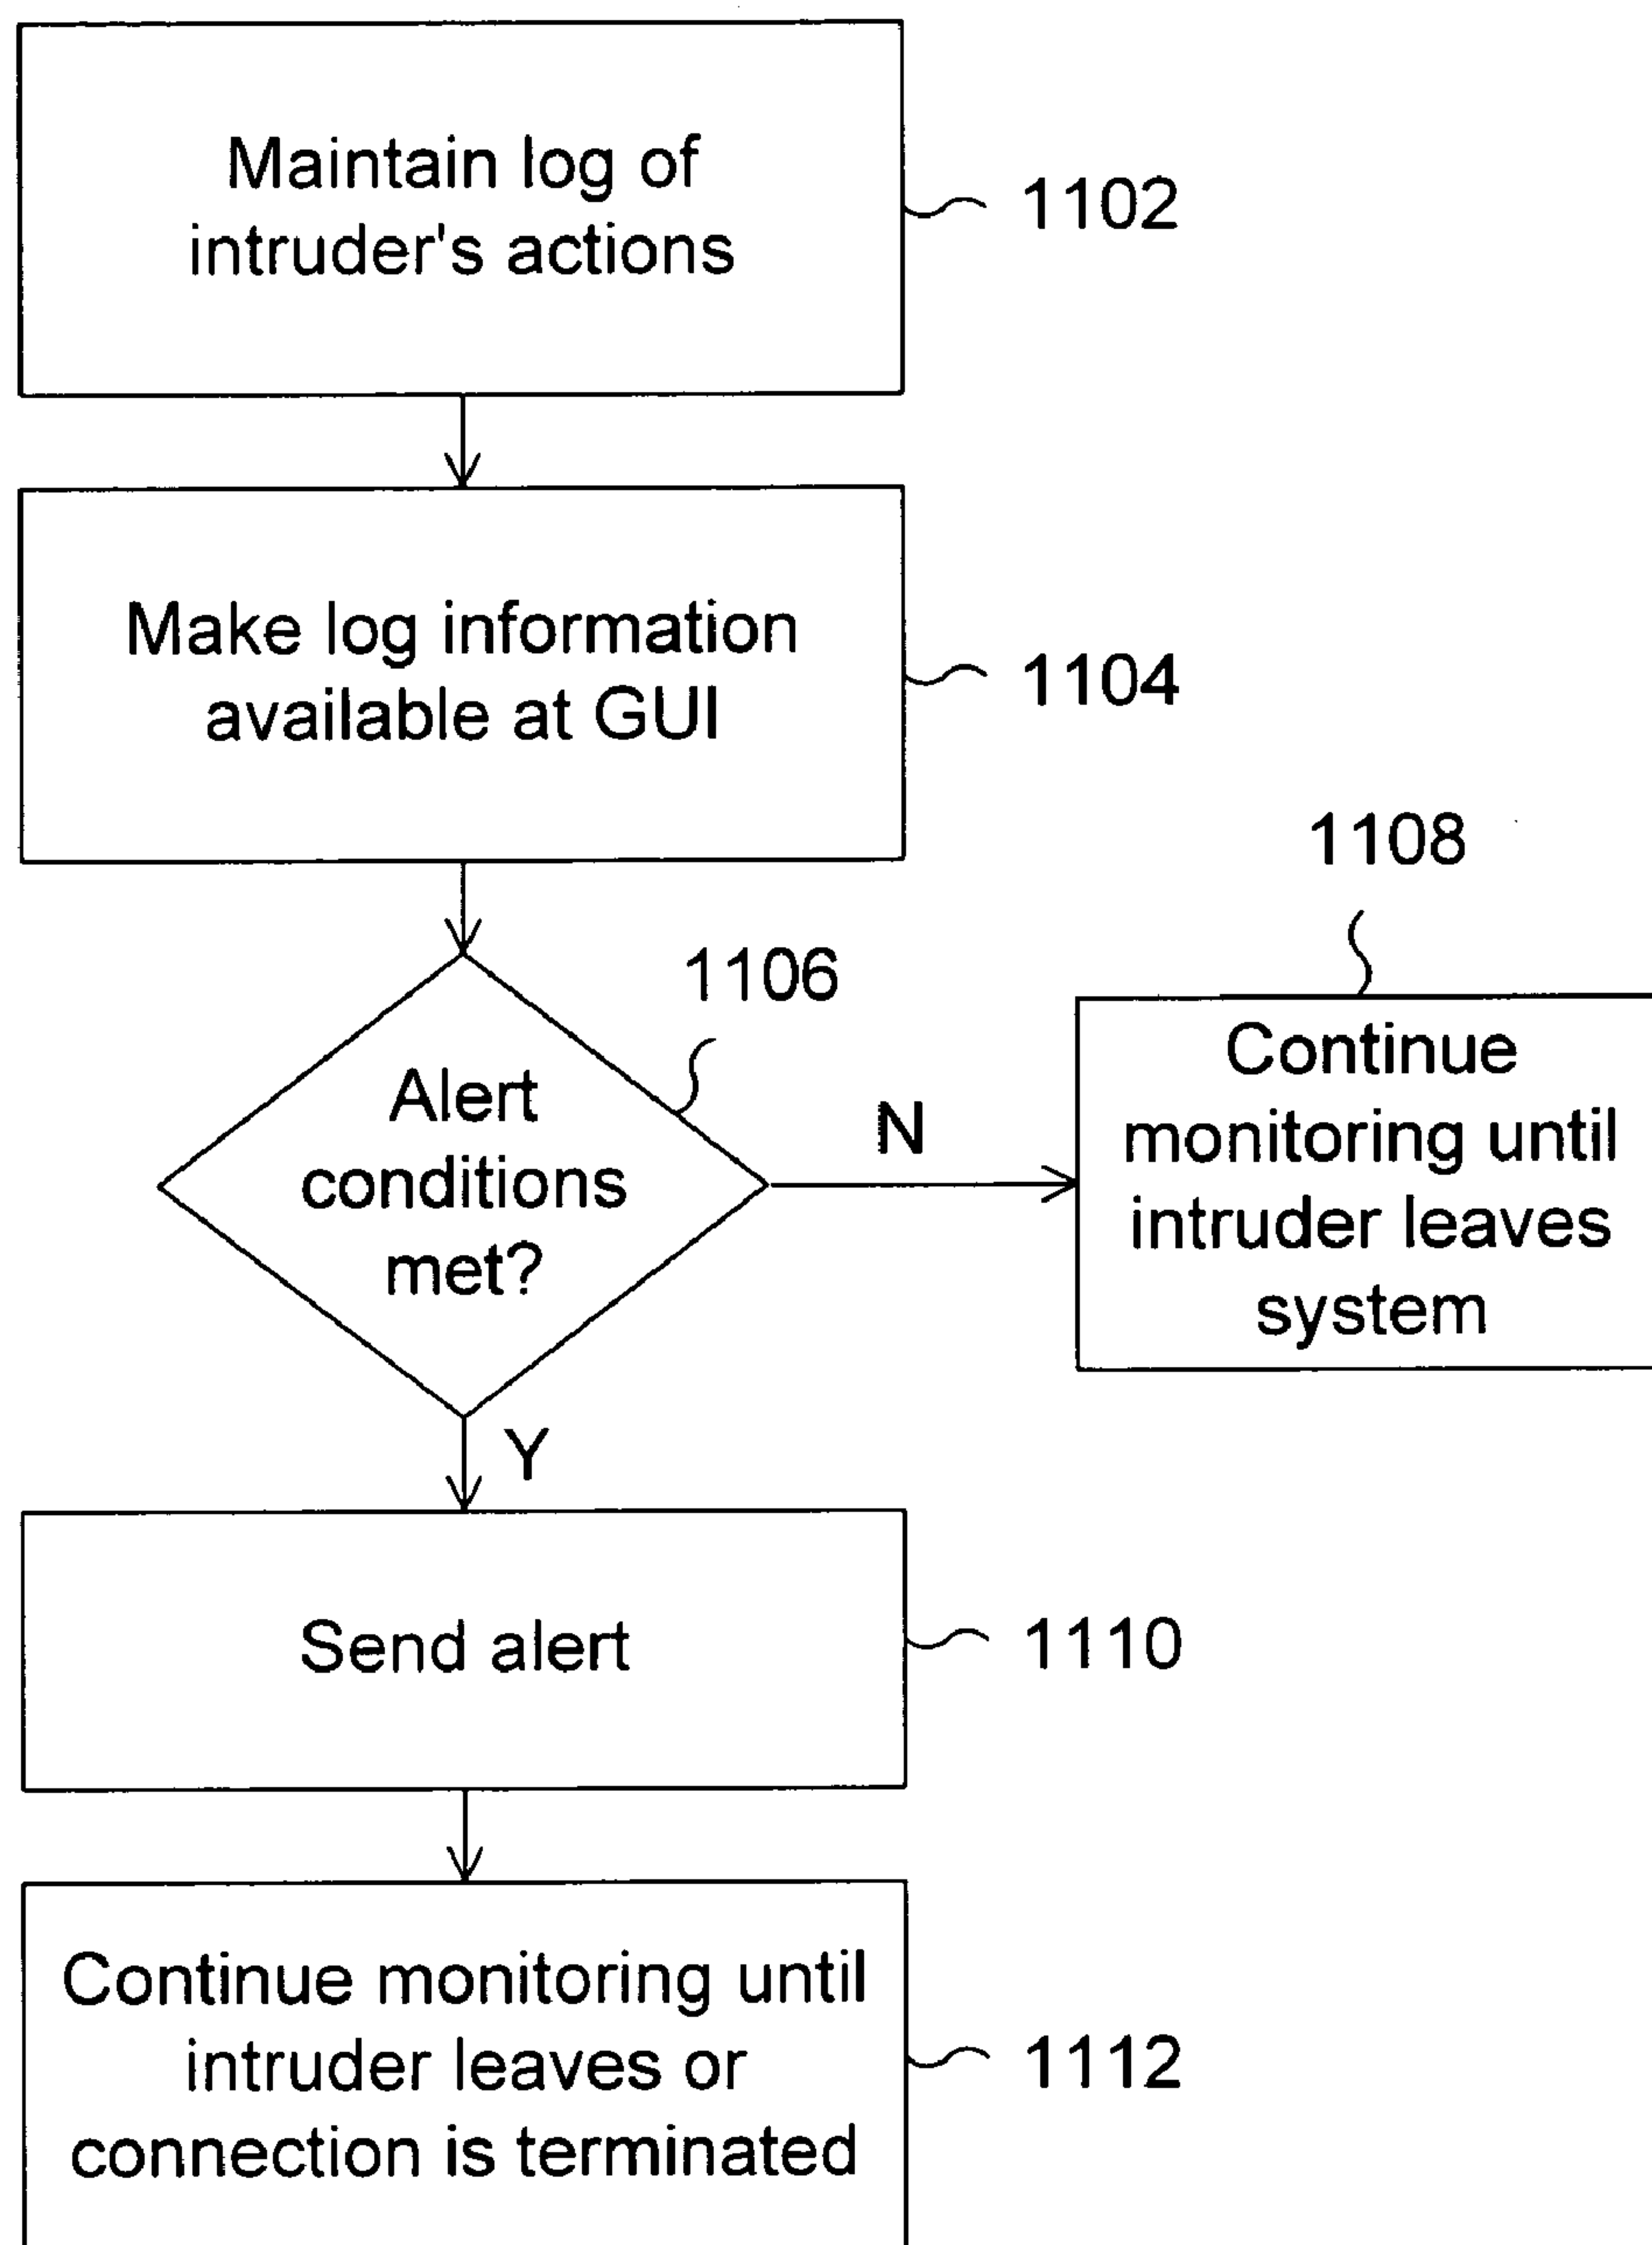 Maintain log of
intruder's actions
1102
Make log information
available at GUI
1104
1106
Alert
conditions
met?
N
1108
Continue
monitoring until
intruder leaves
system
Y
Send alert
1110
Continue monitoring until
intruder leaves or
connection is terminated
1112